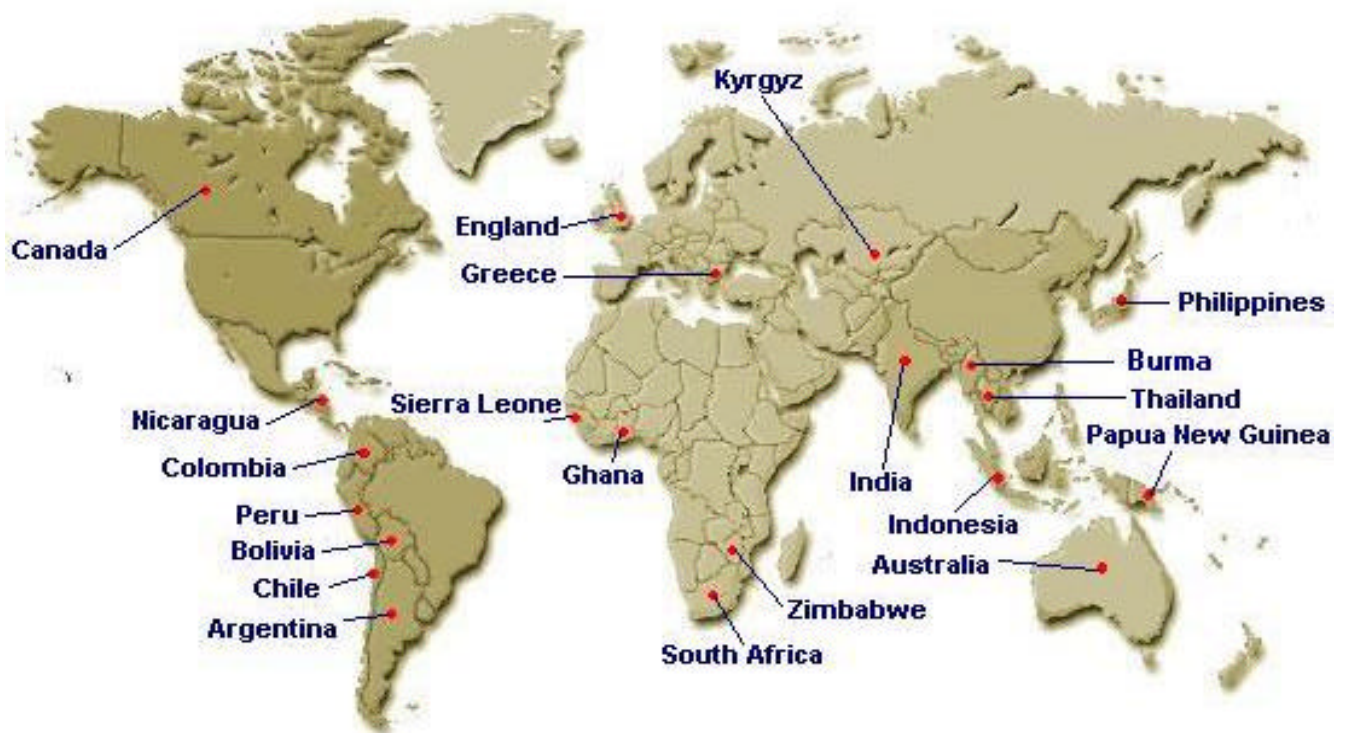 Kyrgyz
England
Canada
Greece
Philippines
Burma
Nicaragua
Sierra Leone
Thailand
Papua New Guinea
Colombia
Ghana
India
Peru
Indonesia
Bolivia
Australia
Chile
Zimbabwe
Argentina
South Africa